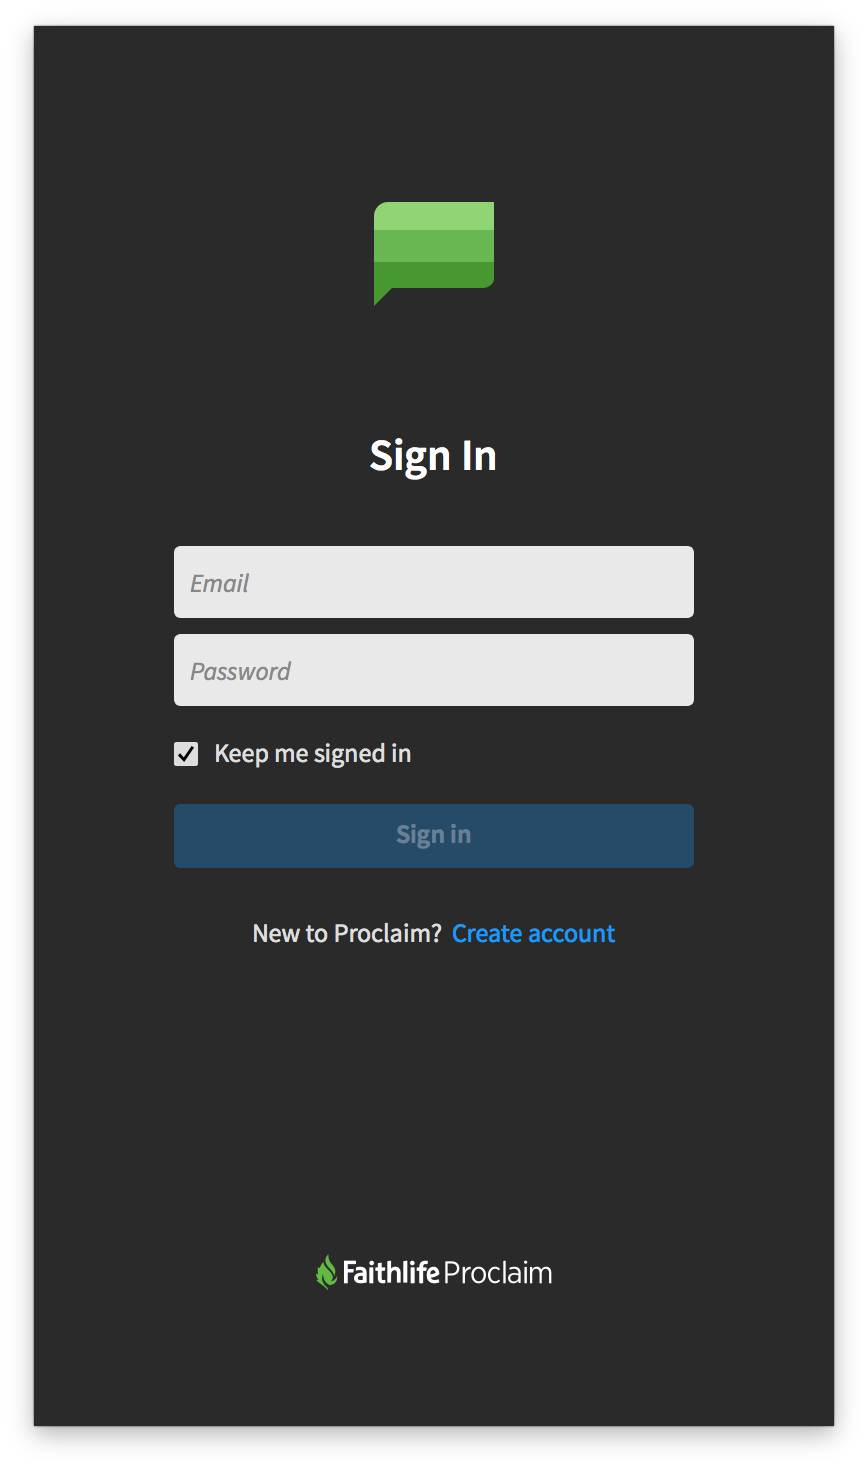 Sign In
Email
Password
Keep me signed in
Sign in
New to Proclaim? Create account
Faithlife Proclaim